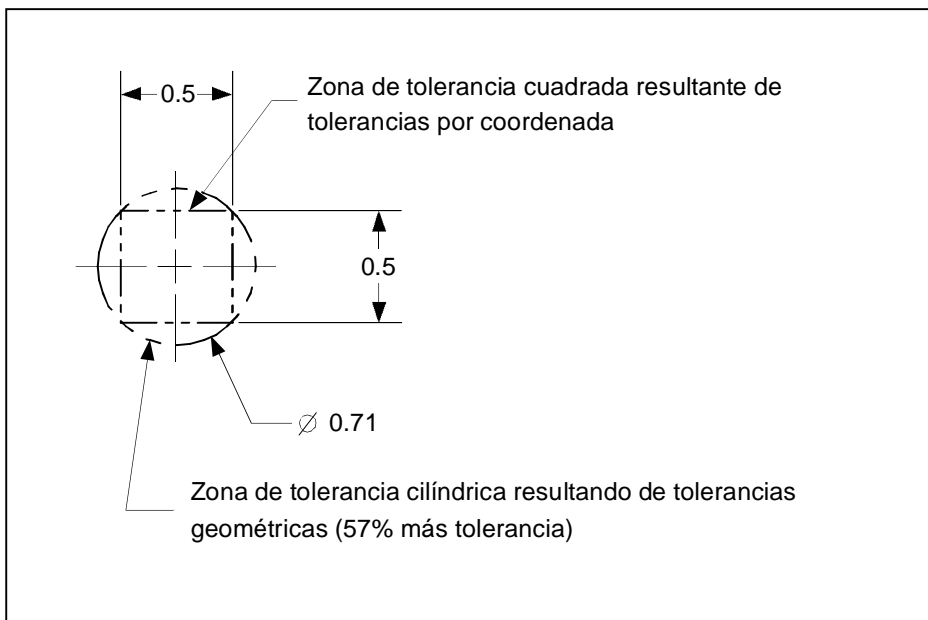 0.5
Zona de tolerancia cuadrada resultante de
tolerancias por coordenada
0.5
∅ 0.71
Zona de tolerancia cilíndrica resultando de tolerancias
geométricas (57% más tolerancia)